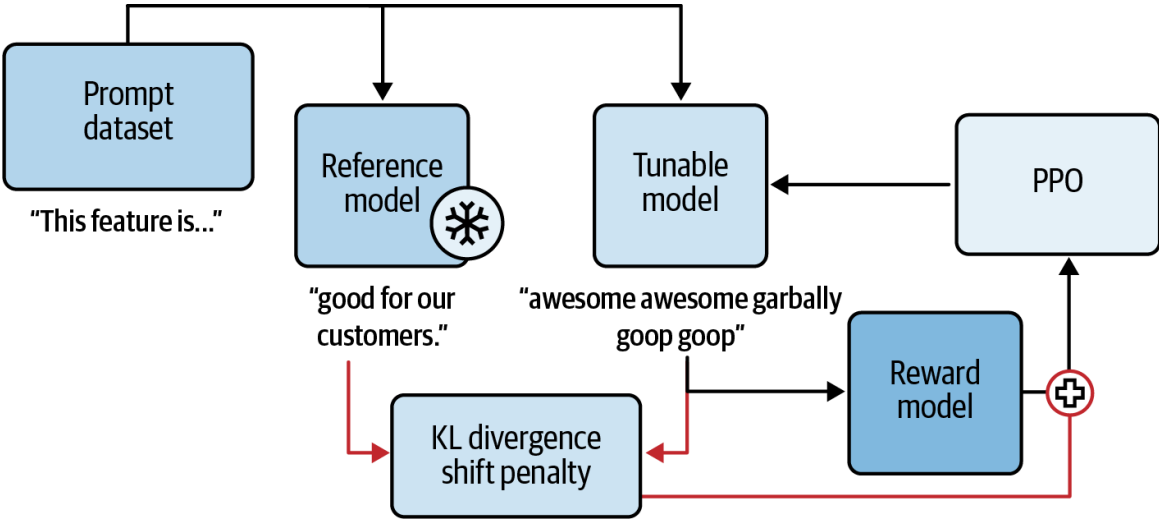 Prompt
dataset
"This feature is..."
Reference
model
"good for our
customers."
Tunable
model
"awesome awesome garbally
goop goop"
PPO
Reward
model
KL divergence
shift penalty